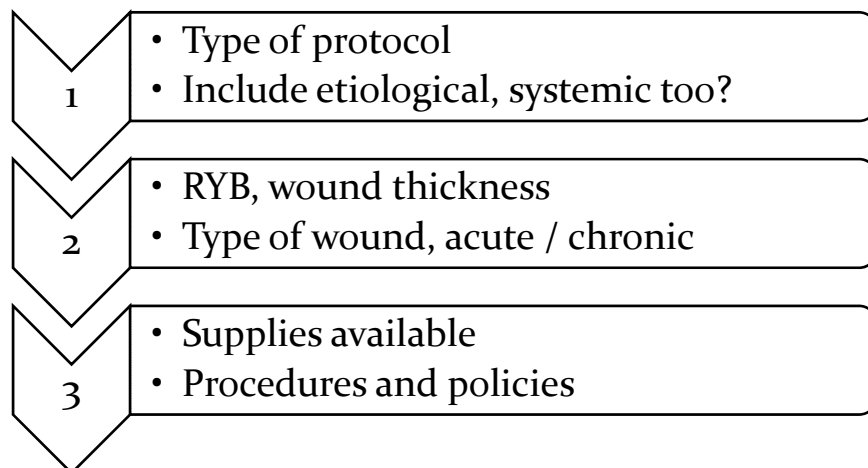 1
• Type of protocol
• Include etiological, systemic too?
2
• RYB, wound thickness
• Type of wound, acute / chronic
3
• Supplies available
• Procedures and policies